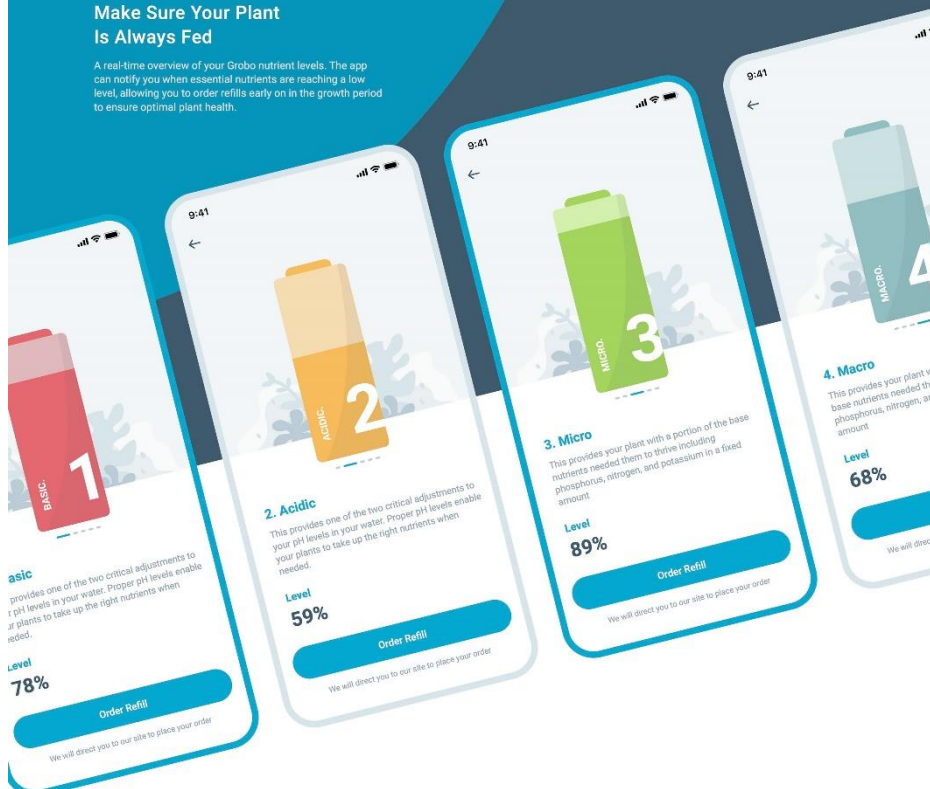 Make Sure Your Plant
Is Always Fed
A real-time overview of your Grobo nutrient levels. The app
can notify you when essential nutrients are reaching a low
level, allowing you to order refills early on in the growth period
to ensure optimal plant health.
BASIC.
1
asic
provides one of the two critical adjustments to
r pH levels in your water. Proper pH levels enable
ur plants to take up the right nutrients when
needed.
Level
78%
Order Refill
We will direct you to our site to place your order
9:41
ACIDIC.
2
2. Acidic
This provides one of the two critical adjustments to
your pH levels in your water. Proper pH levels enable
your plants to take up the right nutrients when
needed.
Level
59%
Order Refill
We will direct you to our site to place your order
9:41
MICRO.
3
3. Micro
This provides your plant with a portion of the base
nutrients needed them to thrive including
phosphorus, nitrogen, and potassium in a fixed
amount
Level
89%
Order Refill
We will direct you to our site to place your order
9:41
MACRO.
4
4. Macro
This provides your plant
base nutrients needed
phosphorus, nitrogen,
amount
Level
68%
We will direc